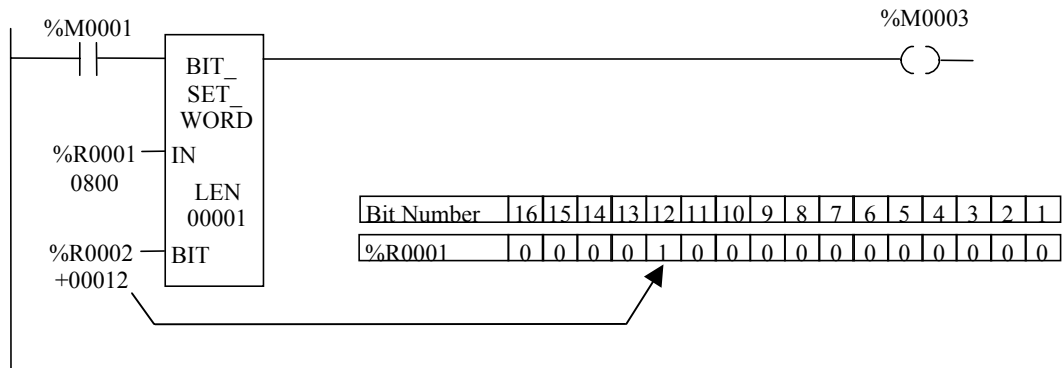 %M0001
%M0003
BIT_
SET_
WORD
%R0001
IN
0800
LEN
00001
Bit Number 16 15 14 13 12 11 10 9 8 7 6 5 4 3 2 1
%R0002
BIT
%R0001 0 0 0 0 1 0 0 0 0 0 0 0 0 0 0 0
+00012